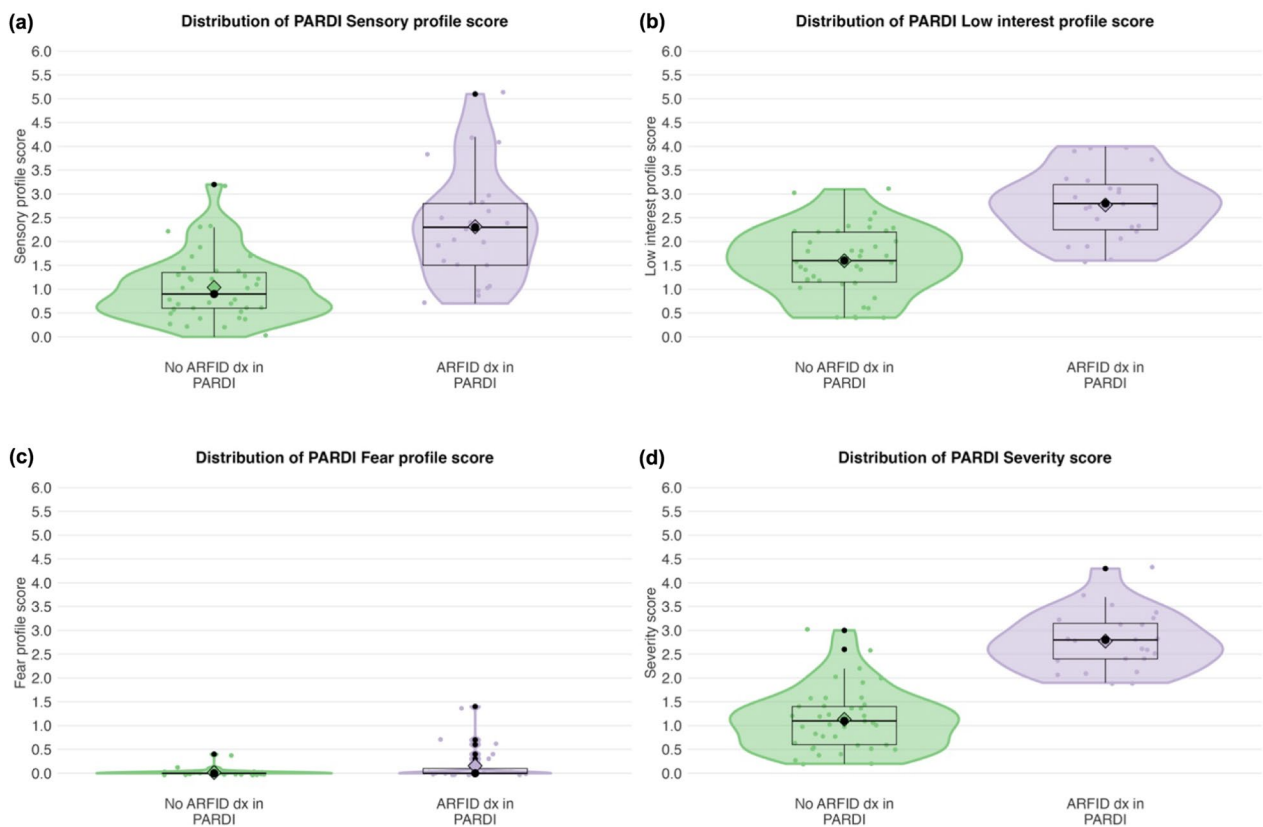 (a)
Distribution of PARDI Sensory profile score
Sensory profile score
6.0
5.5
5.0
4.5
4.0
3.5
3.0
2.5
2.0
1.5
1.0
0.5
0.0
No ARFID dx in
PARDI
ARFID dx in
PARDI
(b)
Distribution of PARDI Low interest profile score
Low interest profile score
6.0
5.5
5.0
4.5
4.0
3.5
3.0
2.5
2.0
1.5
1.0
0.5
0.0
No ARFID dx in
PARDI
ARFID dx in
PARDI
(c)
Distribution of PARDI Fear profile score
Fear profile score
6.0
5.5
5.0
4.5
4.0
3.5
3.0
2.5
2.0
1.5
1.0
0.5
0.0
No ARFID dx in
PARDI
ARFID dx in
PARDI
(d)
Distribution of PARDI Severity score
Severity score
6.0
5.5
5.0
4.5
4.0
3.5
3.0
2.5
2.0
1.5
1.0
0.5
0.0
No ARFID dx in
PARDI
ARFID dx in
PARDI